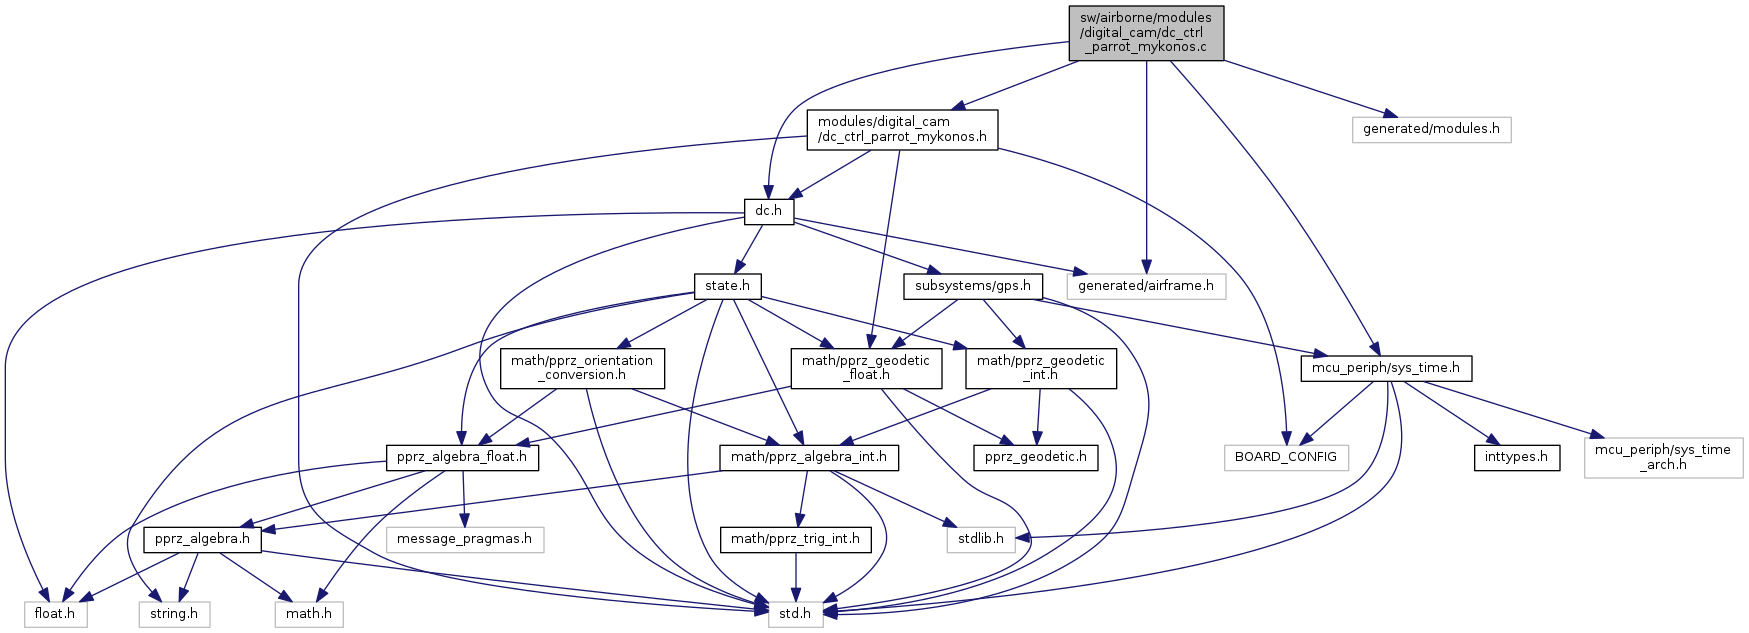 sw/airborne/modules
/digital_cam/dc_ctrl
_parrot_mykonos.c
modules/digital_cam
/dc_ctrl_parrot_mykonos.h
generated/modules.h
dc.h
state.h
subsystems/gps.h
generated/airframe.h
math/pprz_orientation
_conversion.h
math/pprz_geodetic
_float.h
math/pprz_geodetic
_int.h
mcu_periph/sys_time.h
pprz_algebra_float.h
math/pprz_algebra_int.h
pprz_geodetic.h
BOARD_CONFIG
inttypes.h
mcu_periph/sys_time
_arch.h
pprz_algebra.h
message_pragmas.h
math/pprz_trig_int.h
stdlib.h
float.h
string.h
math.h
std.h